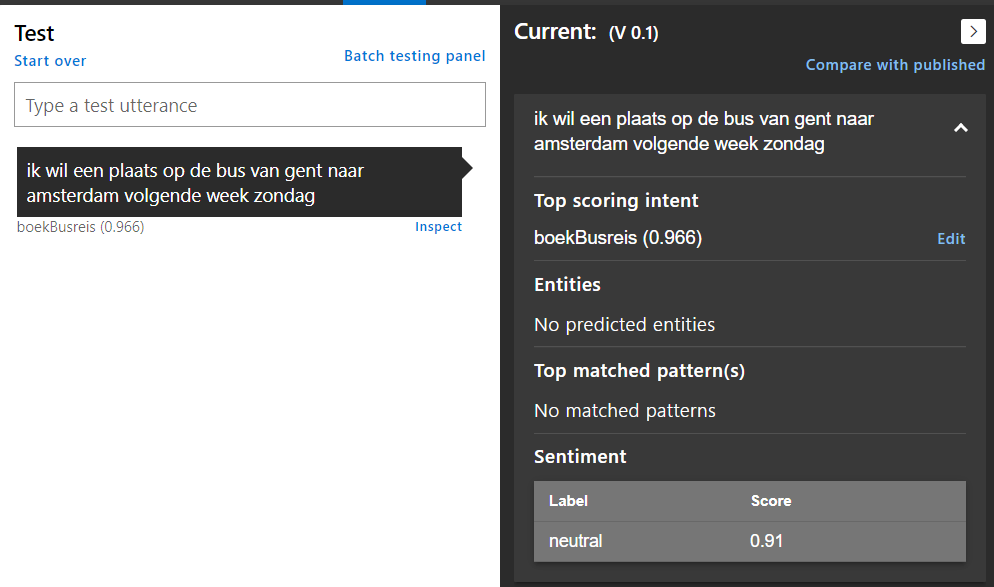 Test
Start over
Batch testing panel
Type a test utterance
ik wil een plaats op de bus van gent naar
amsterdam volgende week zondag
boekBusreis (0.966)
Inspect
Current: (V 0.1)
Compare with published
ik wil een plaats op de bus van gent naar
amsterdam volgende week zondag
Top scoring intent
boekBusreis (0.966)
Edit
Entities
No predicted entities
Top matched pattern(s)
No matched patterns
Sentiment
Label Score
neutral 0.91